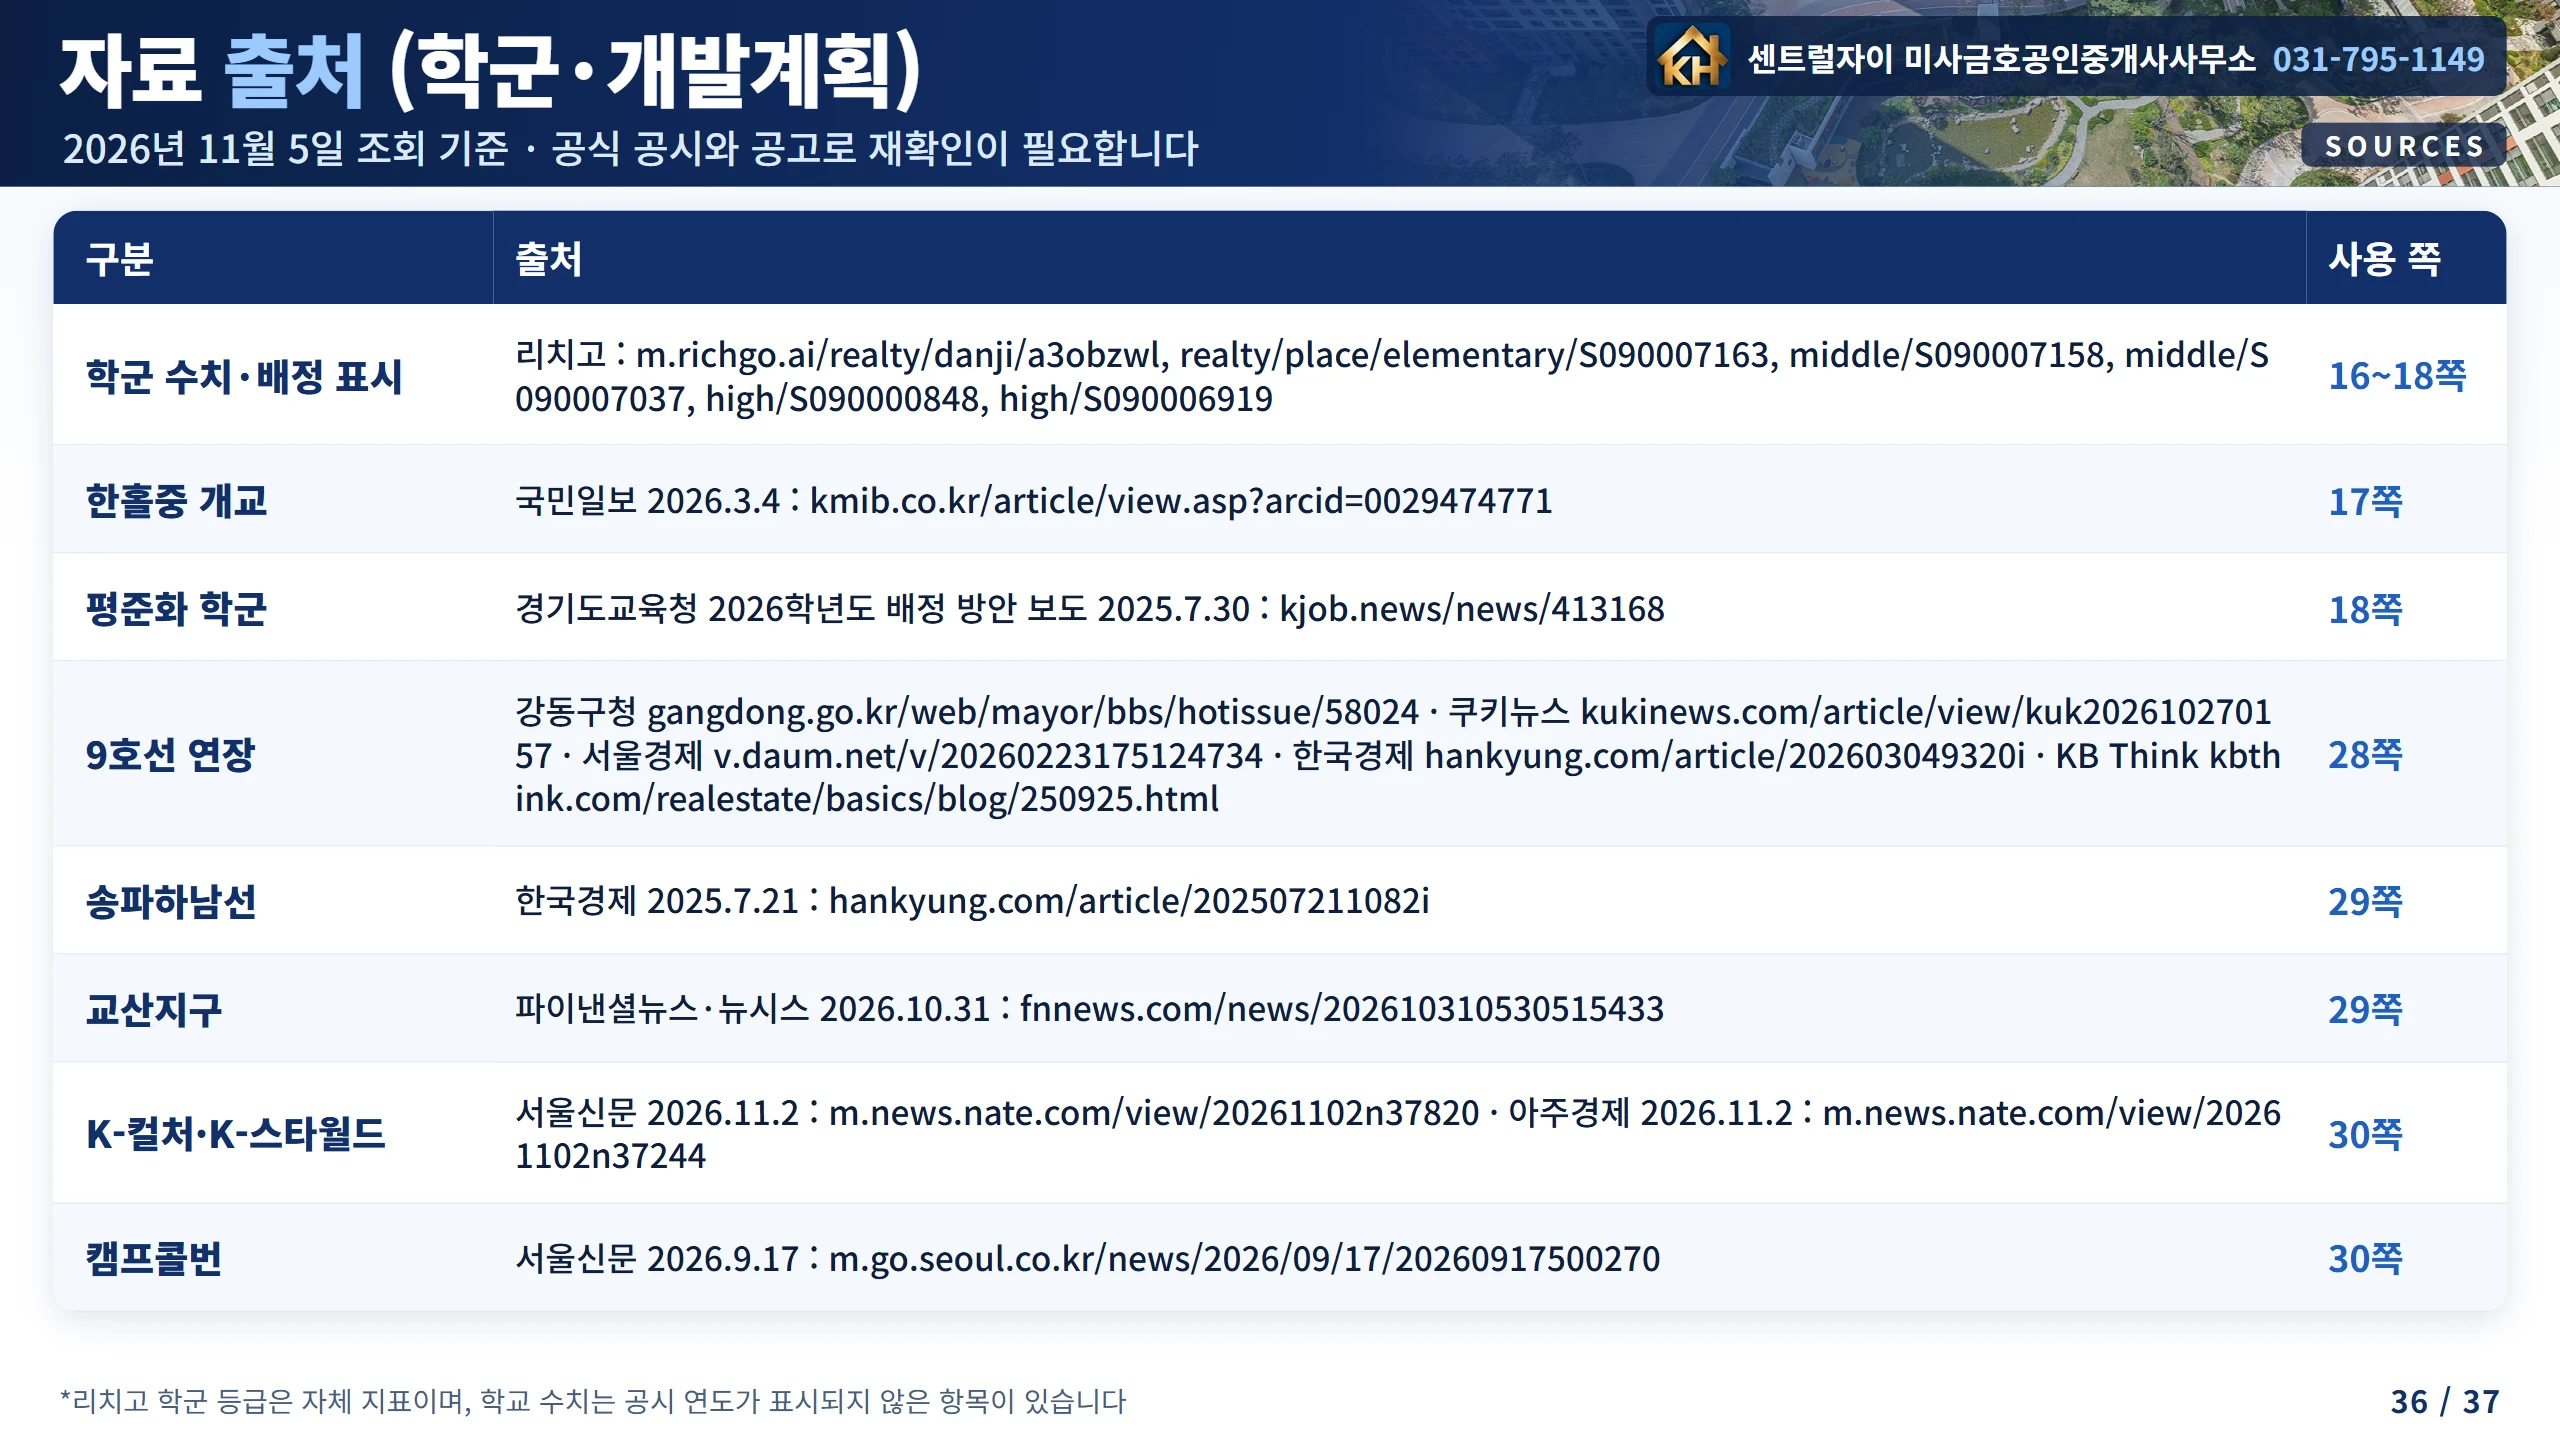 자료 출처 (학군·개발계획)
2026년 11월 5일 조회 기준 · 공식 공시와 공고로 재확인이 필요합니다
KH 센트럴자이 미사금호공인중개사사무소 031-795-1149
SOURCES
구분 출처 사용 쪽
학군 수치·배정 표시
리치고 : m.richgo.ai/realty/danji/a3obzwl, realty/place/elementary/S090007163, middle/S090007158, middle/S
090007037, high/S090000848, high/S090006919
16~18쪽
한홀중 개교
국민일보 2026.3.4 : kmib.co.kr/article/view.asp?arcid=0029474771
17쪽
평준화 학군
경기도교육청 2026학년도 배정 방안 보도 2025.7.30 : kjob.news/news/413168
18쪽
9호선 연장
강동구청 gangdong.go.kr/web/mayor/bbs/hotissue/58024 · 쿠키뉴스 kukinews.com/article/view/kuk2026102701
57 · 서울경제 v.daum.net/v/20260223175124734 · 한국경제 hankyung.com/article/202603049320i · KB Think kbth
ink.com/realestate/basics/blog/250925.html
28쪽
송파하남선
한국경제 2025.7.21 : hankyung.com/article/202507211082i
29쪽
교산지구
파이낸셜뉴스·뉴시스 2026.10.31 : fnnews.com/news/202610310530515433
29쪽
K-컬처·K-스타월드
서울신문 2026.11.2 : m.news.nate.com/view/20261102n37820 · 아주경제 2026.11.2 : m.news.nate.com/view/2026
1102n37244
30쪽
캠프콜번
서울신문 2026.9.17 : m.go.seoul.co.kr/news/2026/09/17/20260917500270
30쪽
*리치고 학군 등급은 자체 지표이며, 학교 수치는 공시 연도가 표시되지 않은 항목이 있습니다
36 / 37